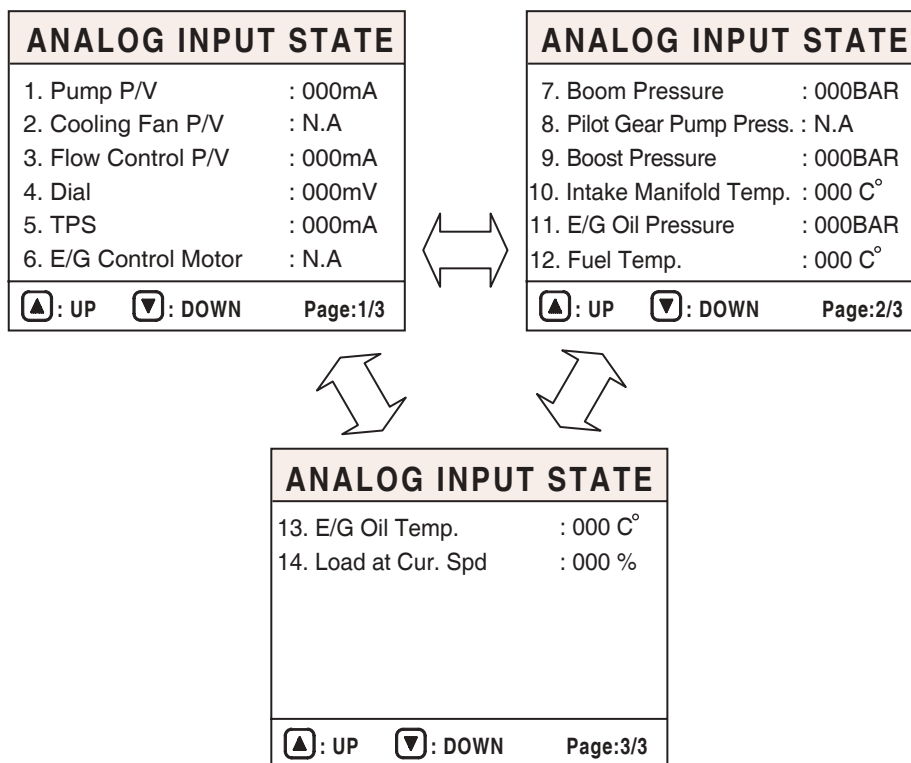 ANALOG INPUT STATE
1. Pump P/V : 000mA
2. Cooling Fan P/V : N.A
3. Flow Control P/V : 000mA
4. Dial : 000mV
5. TPS : 000mA
6. E/G Control Motor : N.A
▲ : UP ▼ : DOWN Page:1/3
ANALOG INPUT STATE
7. Boom Pressure : 000BAR
8. Pilot Gear Pump Press. : N.A
9. Boost Pressure : 000BAR
10. Intake Manifold Temp. : 000 C°
11. E/G Oil Pressure : 000BAR
12. Fuel Temp. : 000 C°
▲ : UP ▼ : DOWN Page:2/3
ANALOG INPUT STATE
13. E/G Oil Temp. : 000 C°
14. Load at Cur. Spd : 000 %
▲ : UP ▼ : DOWN Page:3/3